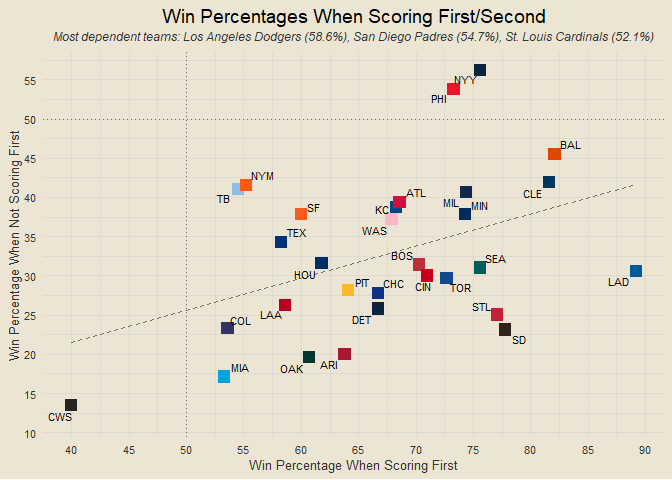 Win Percentages When Scoring First/Second
Most dependent teams: Los Angeles Dodgers (58.6%), San Diego Padres (54.7%), St. Louis Cardinals (52.1%)
Win Percentage When Not Scoring First
55
50
45
40
35
30
25
20
15
10
NYY
PHI
BAL
NYM
TB
CLE
ATL
SF
KC
MIL
MIN
WAS
TEX
BOS
SEA
HOU
LAD
PIT
CHC
CIN
TOR
LAA
STL
COL
DET
SD
MIA
OAK
ARI
CWS
40
45
50
55
60
65
70
75
80
85
90
Win Percentage When Scoring First